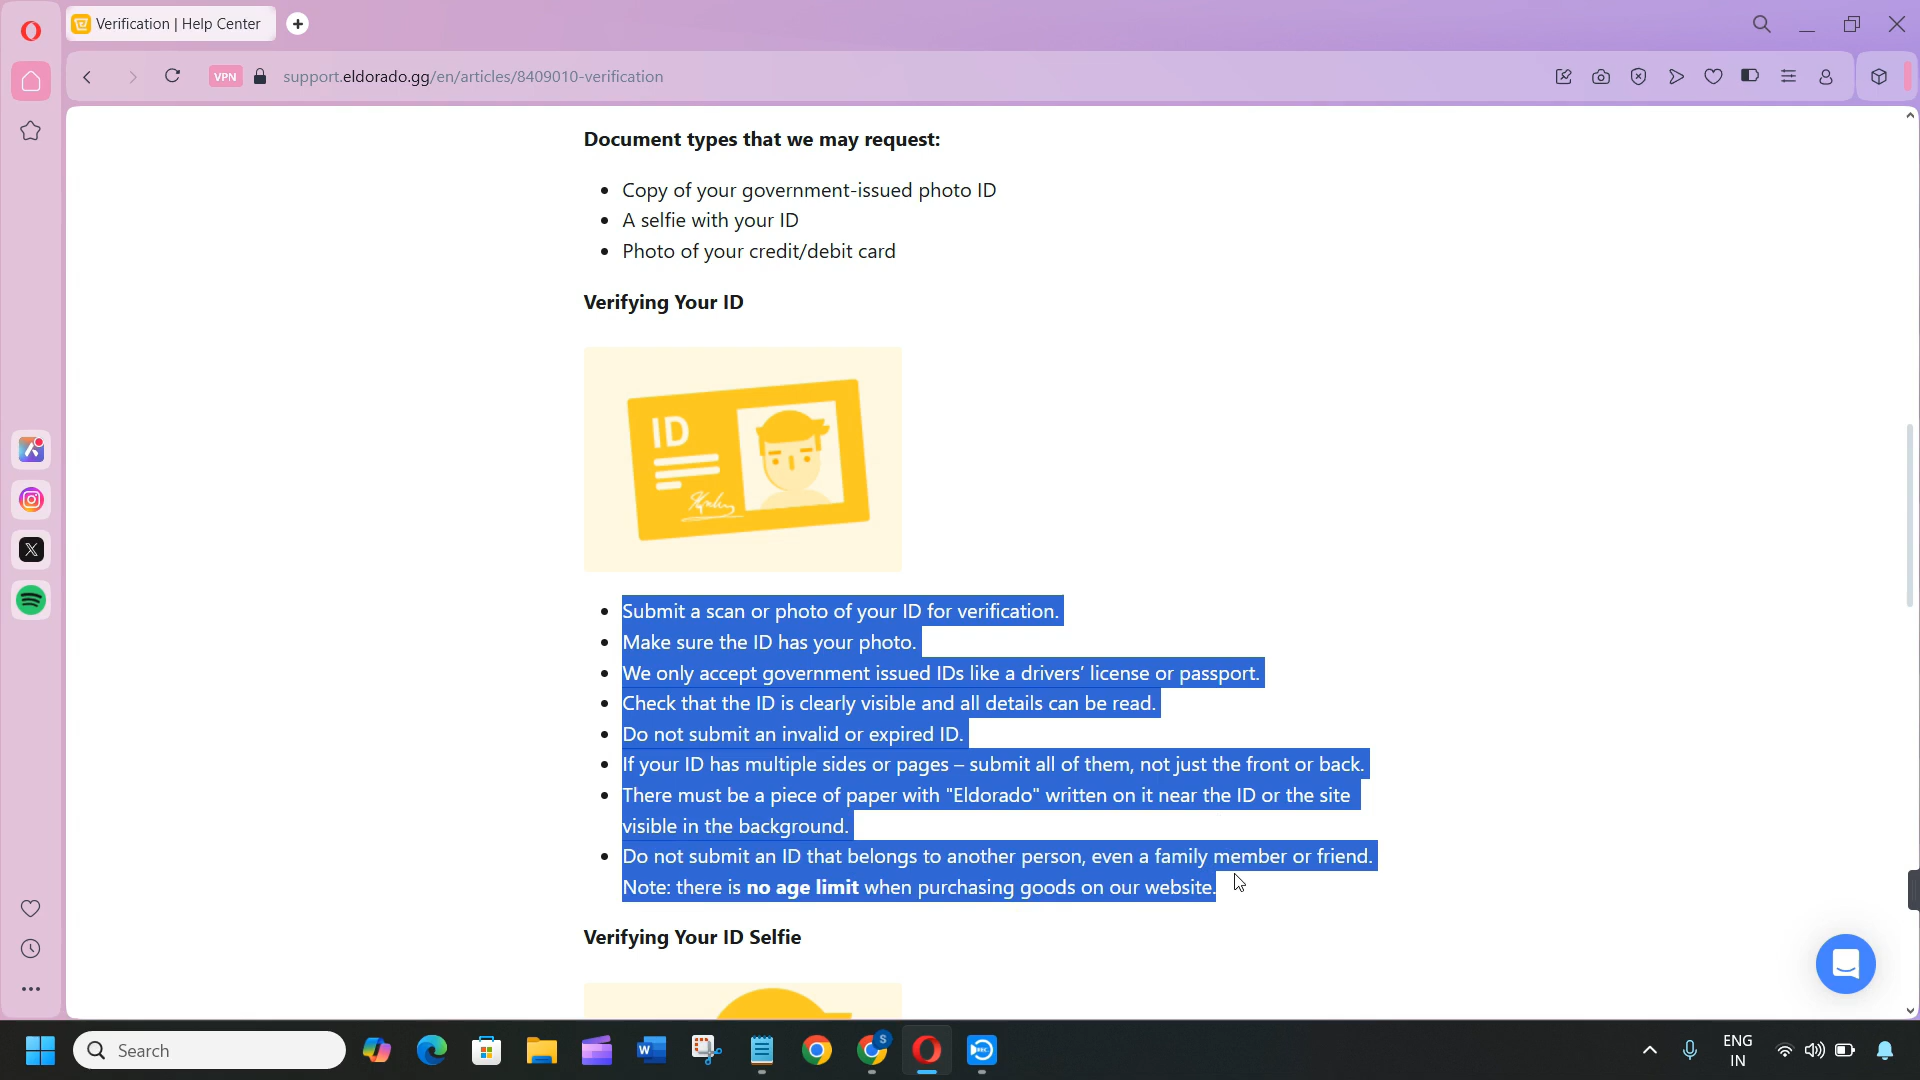 Verification | Help Center
VPN
support.eldorado.gg/en/articles/8409010-verification
Document types that we may request:
Copy of your government-issued photo ID
A selfie with your ID
Photo of your credit/debit card
Verifying Your ID
ID
Submit a scan or photo of your ID for verification.
Make sure the ID has your photo.
We only accept government issued IDs like a drivers’ license or passport.
Check that the ID is clearly visible and all details can be read.
Do not submit an invalid or expired ID.
If your ID has multiple sides or pages – submit all of them, not just the front or back.
There must be a piece of paper with "Eldorado" written on it near the ID or the site
visible in the background.
Do not submit an ID that belongs to another person, even a family member or friend.
Note: there is no age limit when purchasing goods on our website.
Verifying Your ID Selfie
Search
S
W
REC
ENG
IN